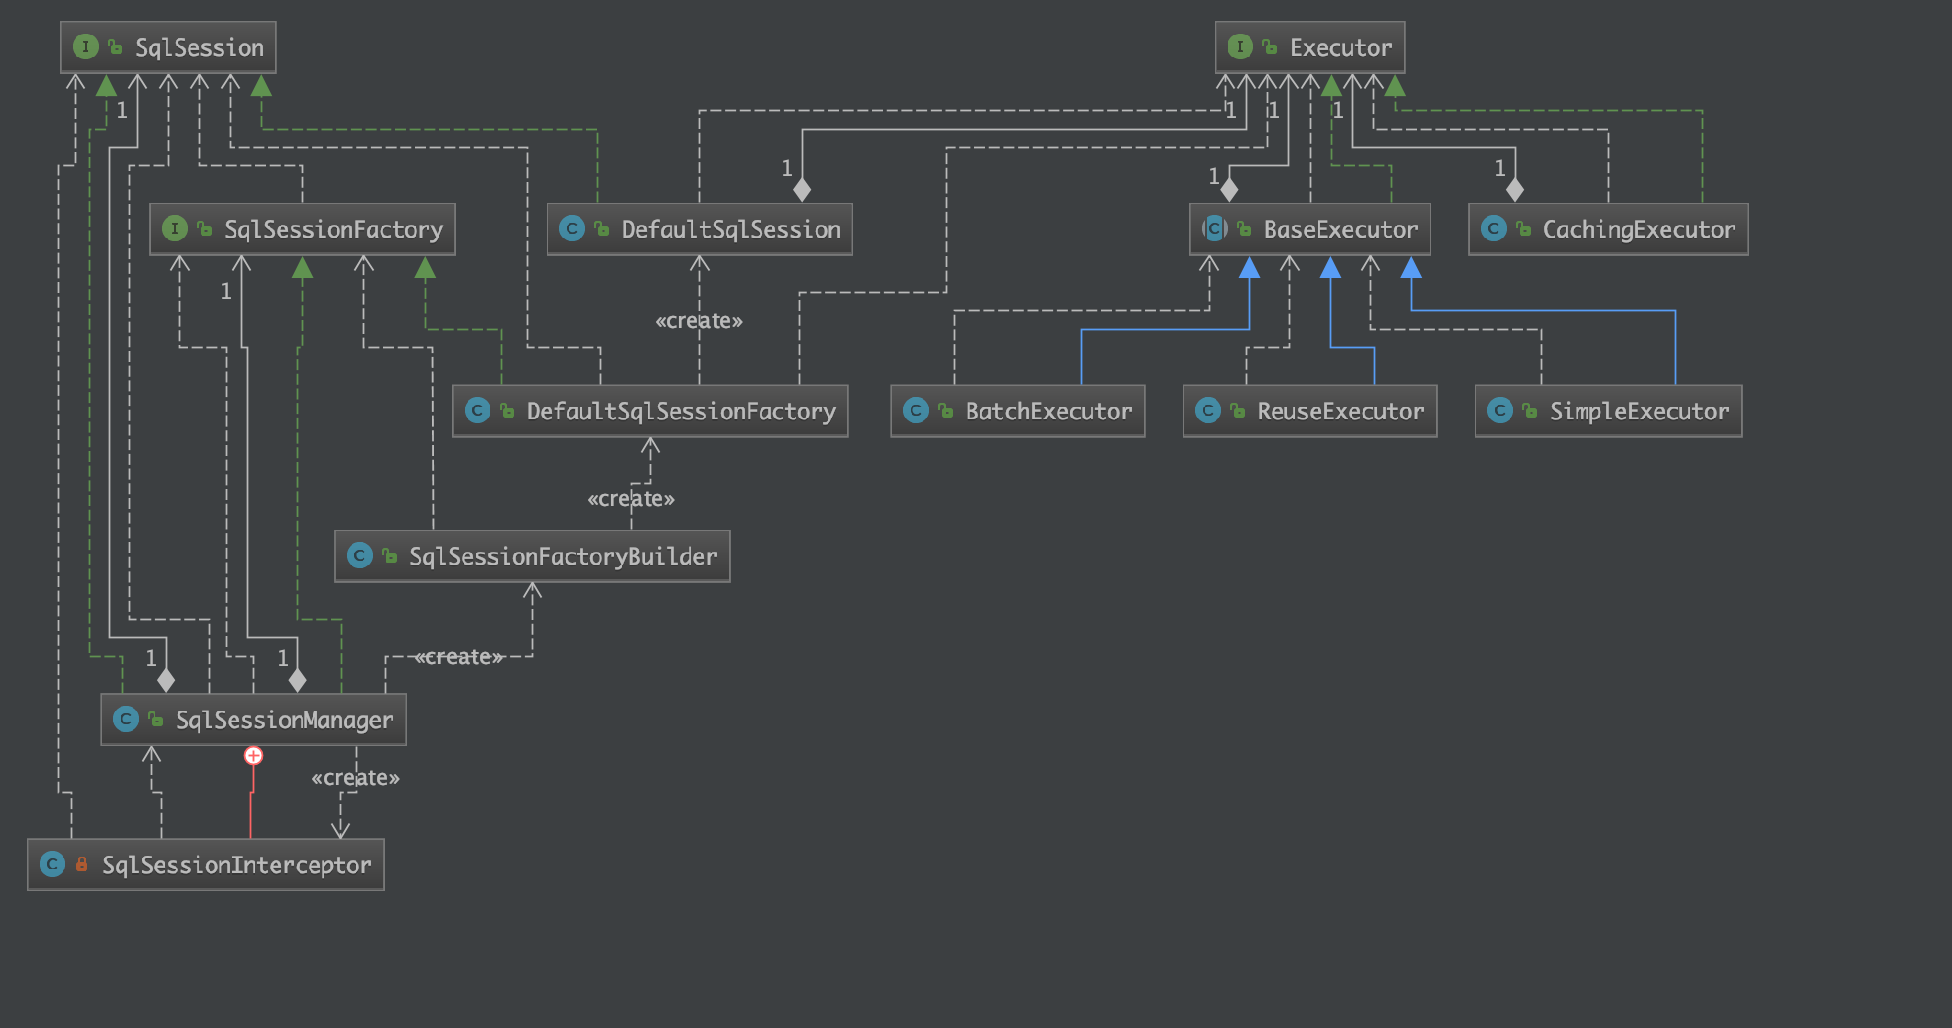 I SqlSession
I Executor
1
1
1
1
1
1
1
I SqlSessionFactory
C DefaultSqlSession
C BaseExecutor
C CachingExecutor
1
«create»
C DefaultSqlSessionFactory
C BatchExecutor
C ReuseExecutor
C SimpleExecutor
«create»
C SqlSessionFactoryBuilder
1
1
«create»
C SqlSessionManager
«create»
C SqlSessionInterceptor